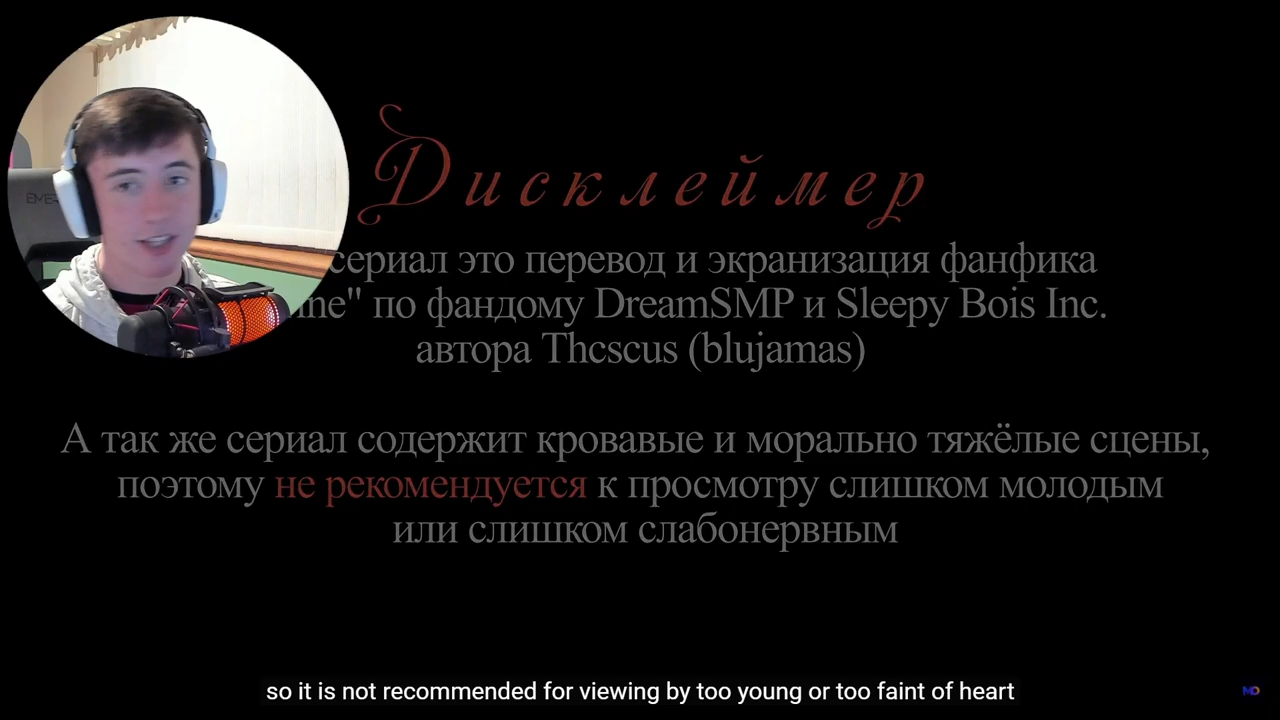 Дисклеймер
сериал это перевод и экранизация фанфика
ine" по фандому DreamSMP и Sleepy Bois Inc.
автора Thcscus (blujamas)
А так же сериал содержит кровавые и морально тяжёлые сцены,
поэтому не рекомендуется к просмотру слишком молодым
или слишком слабонервным
so it is not recommended for viewing by too young or too faint of heart